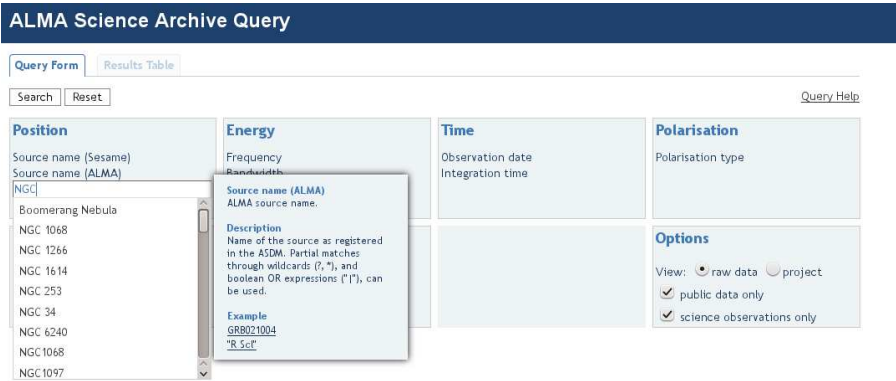 ALMA Science Archive Query
Query Form
Results Table
Search
Reset
Query Help
Position
Source name (Sesame)
Source name (ALMA)
NGC
Boomerang Nebula
NGC 1068
NGC 1266
NGC 1614
NGC 253
NGC 34
NGC 6240
NGC1068
NGC1097
Energy
Frequency
Bandwidth
Source name (ALMA)
ALMA source name.
Description
Name of the source as registered
in the ASDM. Partial matches
through wildcards (?, *), and
boolean OR expressions ("|"), can
be used.
Example
GRB021004
"R Scl"
Time
Observation date
Integration time
Polarisation
Polarisation type
Options
View: raw data project
public data only
science observations only